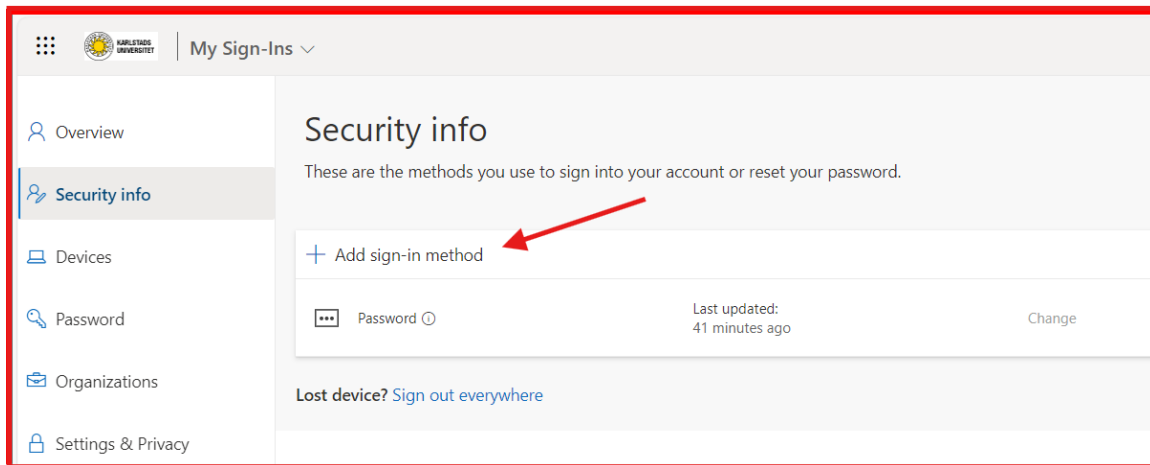 KARLSTADS
UNIVERSITET
My Sign-Ins
Overview
Security info
Devices
Password
Organizations
Settings & Privacy
Security info
These are the methods you use to sign into your account or reset your password.
Add sign-in method
Password
Last updated:
41 minutes ago
Change
Lost device? Sign out everywhere